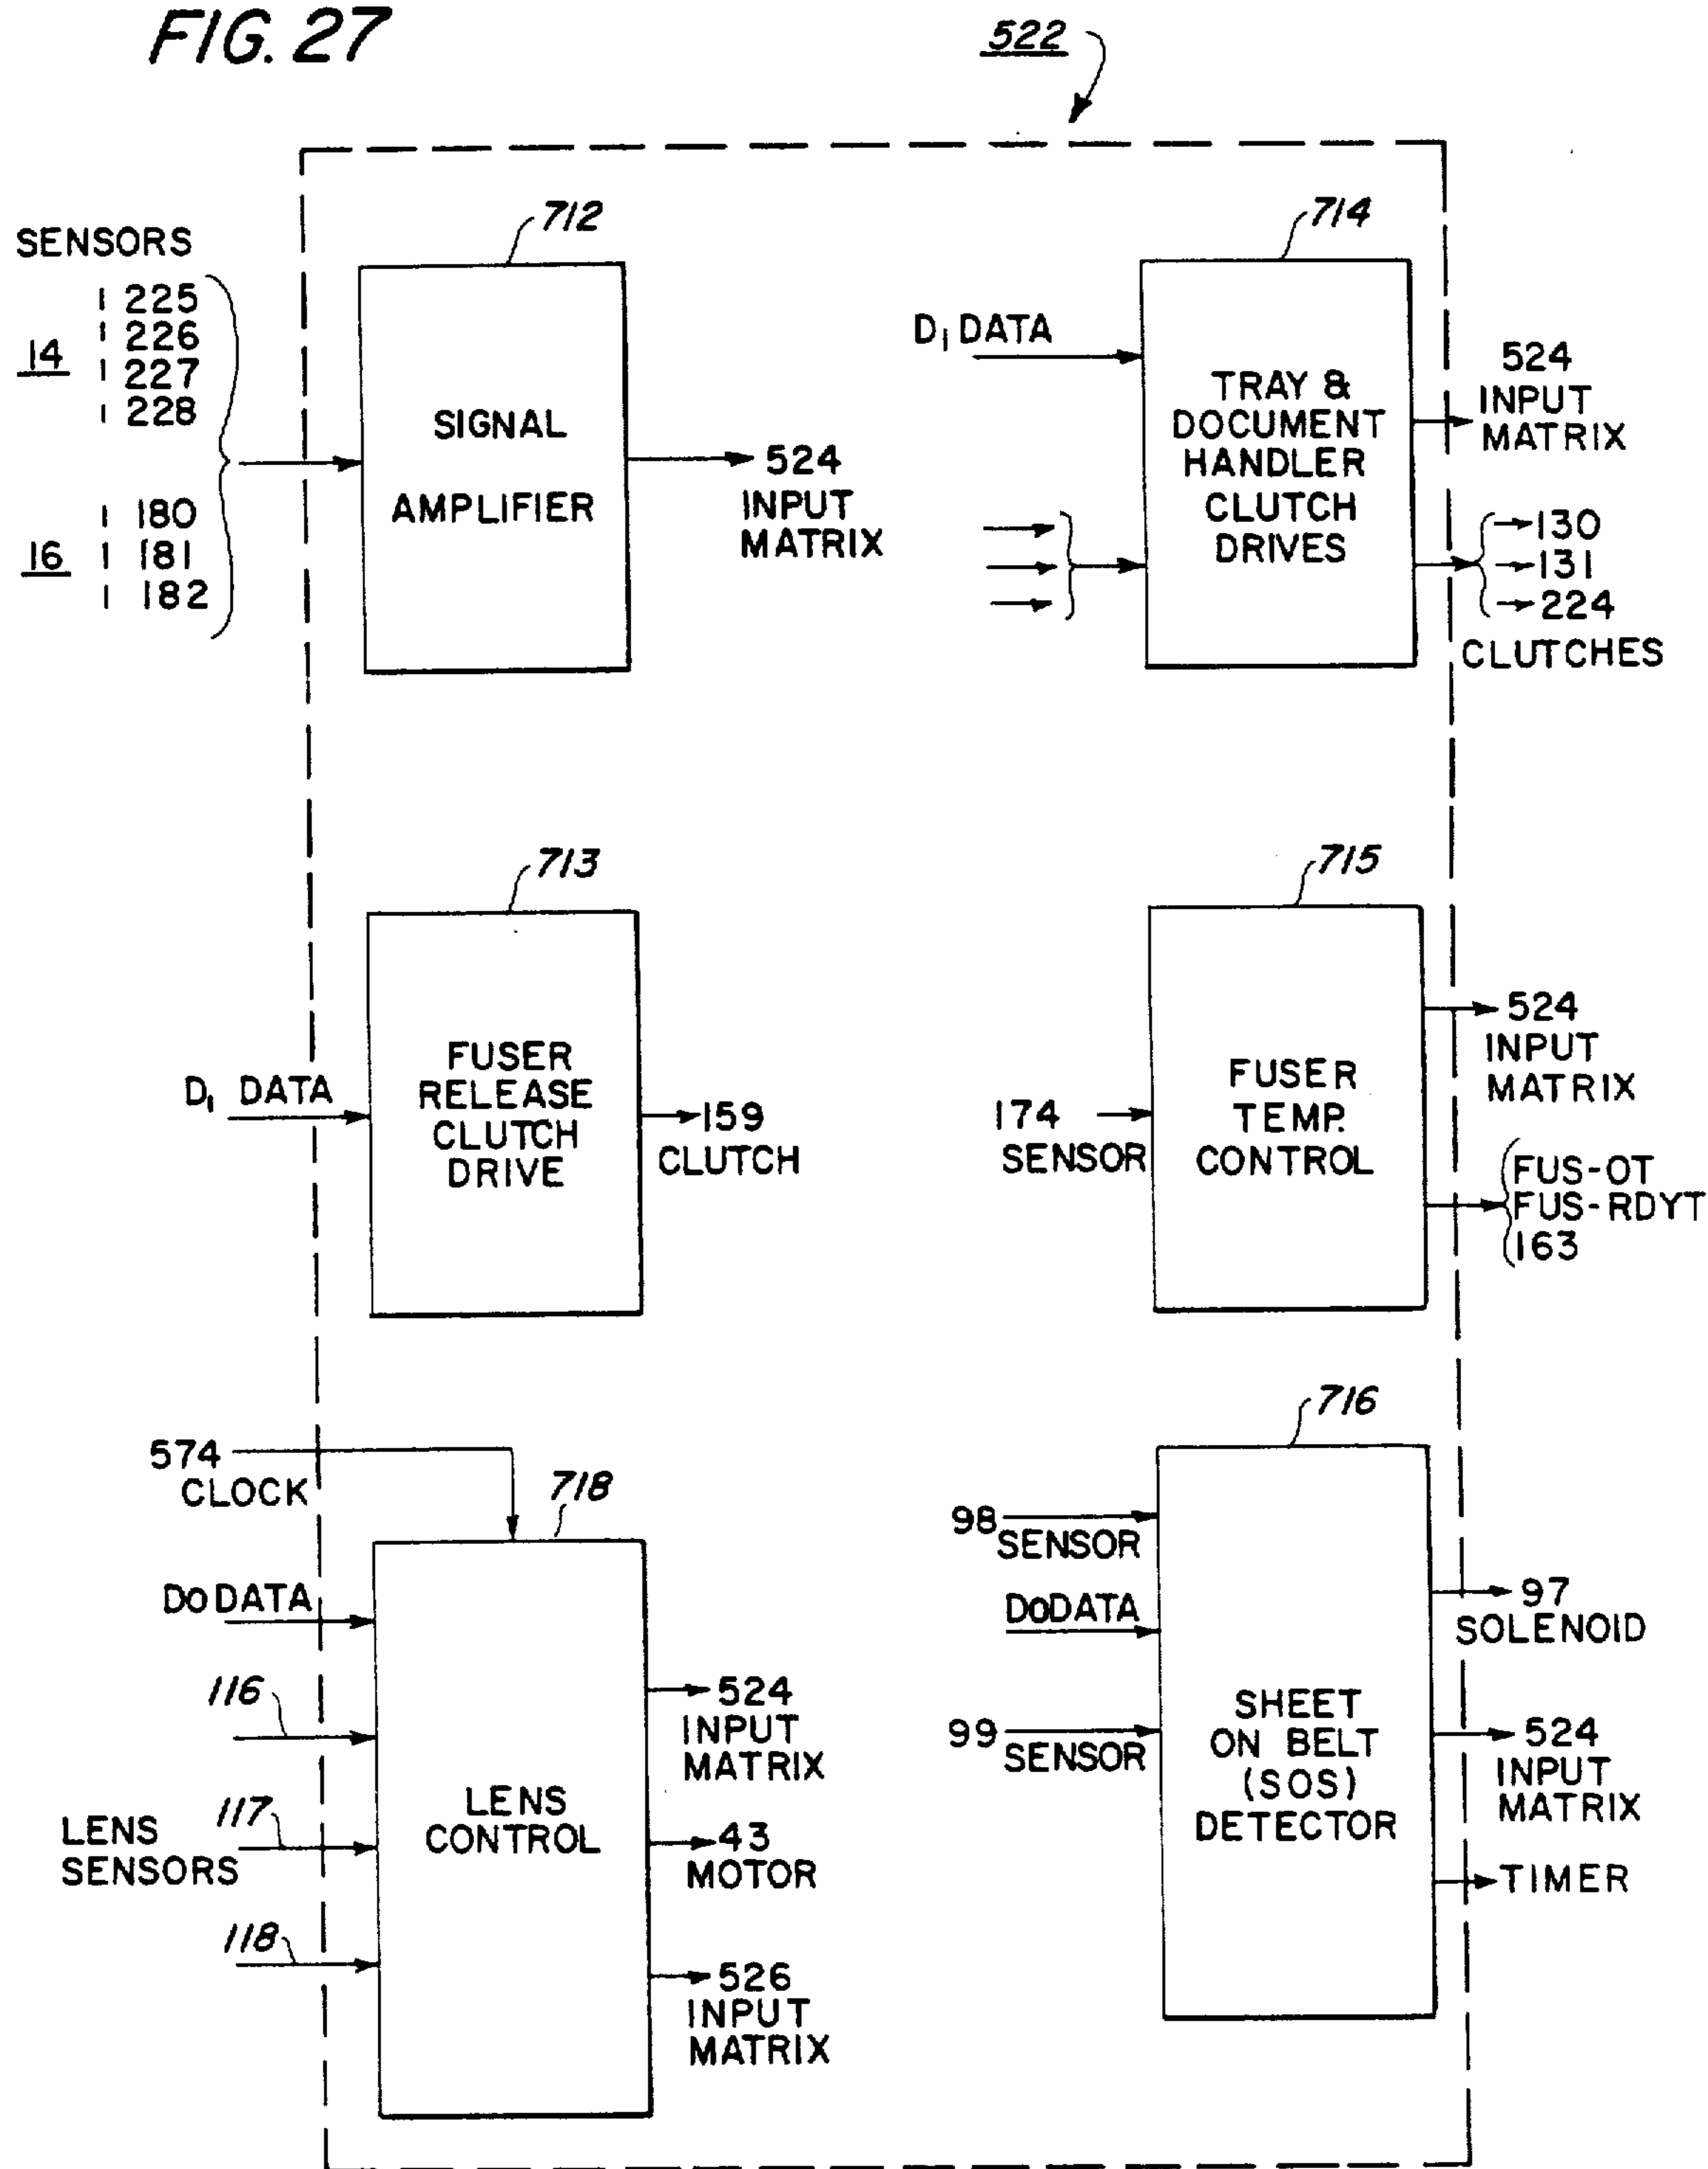 FIG. 27
522
712
SENSORS
225
226
14
227
228
16
180
181
182
SIGNAL
AMPLIFIER
524
INPUT
MATRIX
714
D1 DATA
TRAY &
DOCUMENT
HANDLER
CLUTCH
DRIVES
524
INPUT
MATRIX
130
131
224
CLUTCHES
713
D1 DATA
FUSER
RELEASE
CLUTCH
DRIVE
159
CLUTCH
715
174
SENSOR
FUSER
TEMP.
CONTROL
524
INPUT
MATRIX
FUS-OT
FUS-RDYT
163
574
CLOCK
718
DO DATA
116
LENS
SENSORS
117
118
LENS
CONTROL
524
INPUT
MATRIX
43
MOTOR
526
INPUT
MATRIX
716
98
SENSOR
DO DATA
99
SENSOR
SHEET
ON BELT
(SOS)
DETECTOR
97
SOLENOID
524
INPUT
MATRIX
TIMER